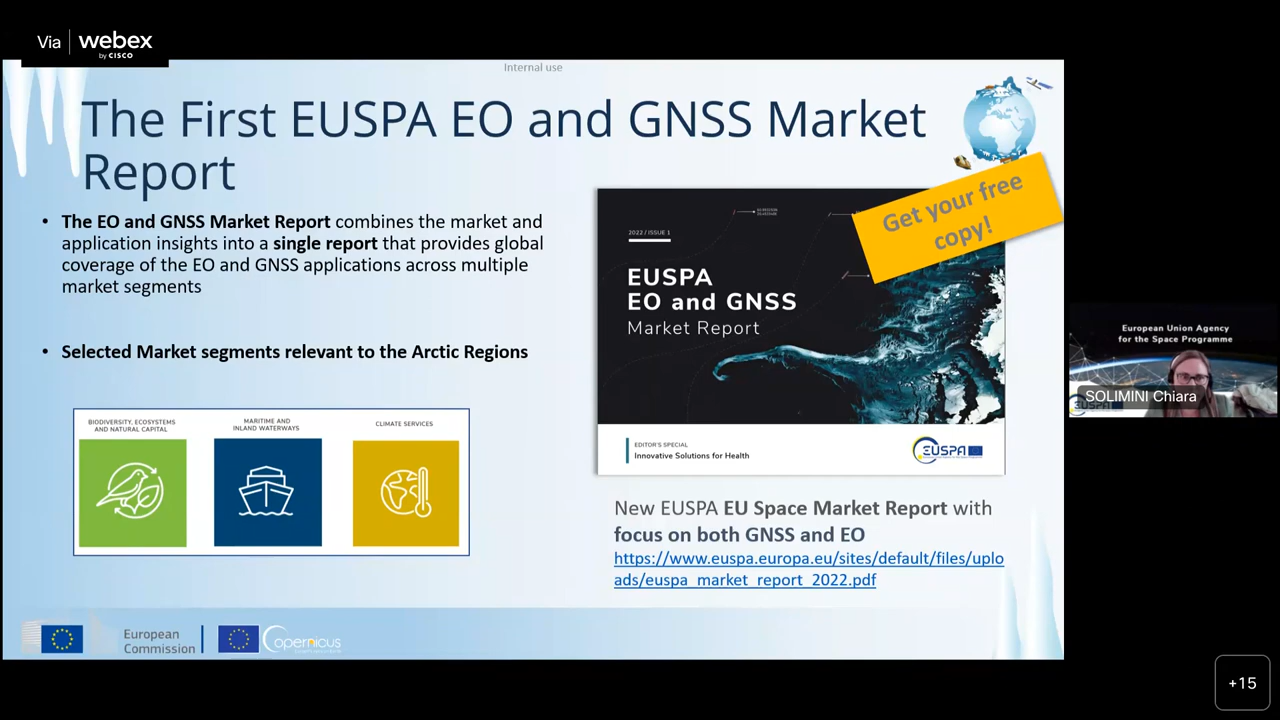 Via webex
by CISCO
Internal use
The First EUSPA EO and GNSS Market
Report
• The EO and GNSS Market Report combines the market and
application insights into a single report that provides global
coverage of the EO and GNSS applications across multiple
market segments
• Selected Market segments relevant to the Arctic Regions
BIODIVERSITY, ECOSYSTEMS
AND NATURAL CAPITAL
MARITIME AND
INLAND WATERWAYS
CLIMATE SERVICES
Get your free
copy!
2022 / ISSUE 1
EUSPA
EO and GNSS
Market Report
EDITOR'S SPECIAL
Innovative Solutions for Health
EUSPA
New EUSPA EU Space Market Report with
focus on both GNSS and EO
https://www.euspa.europa.eu/sites/default/files/uplo
ads/euspa_market_report_2022.pdf
European
Commission
opernicus
European Union Agency
for the Space Programme
SOLIMINI Chiara
+15